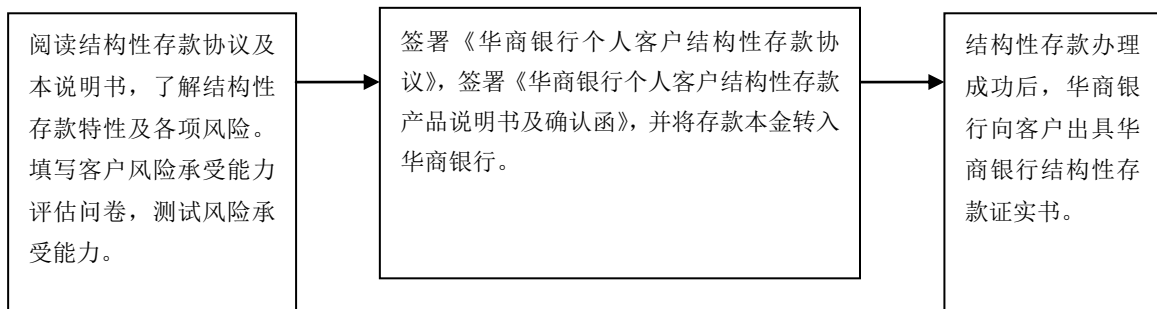 阅读结构性存款协议及
本说明书，了解结构性
存款特性及各项风险。
填写客户风险承受能力
评估问卷，测试风险承
受能力。
签署《华商银行个人客户结构性存款协
议》，签署《华商银行个人客户结构性存款
产品说明书及确认函》，并将存款本金转入
华商银行。
结构性存款办理
成功后，华商银
行向客户出具华
商银行结构性存
款证实书。